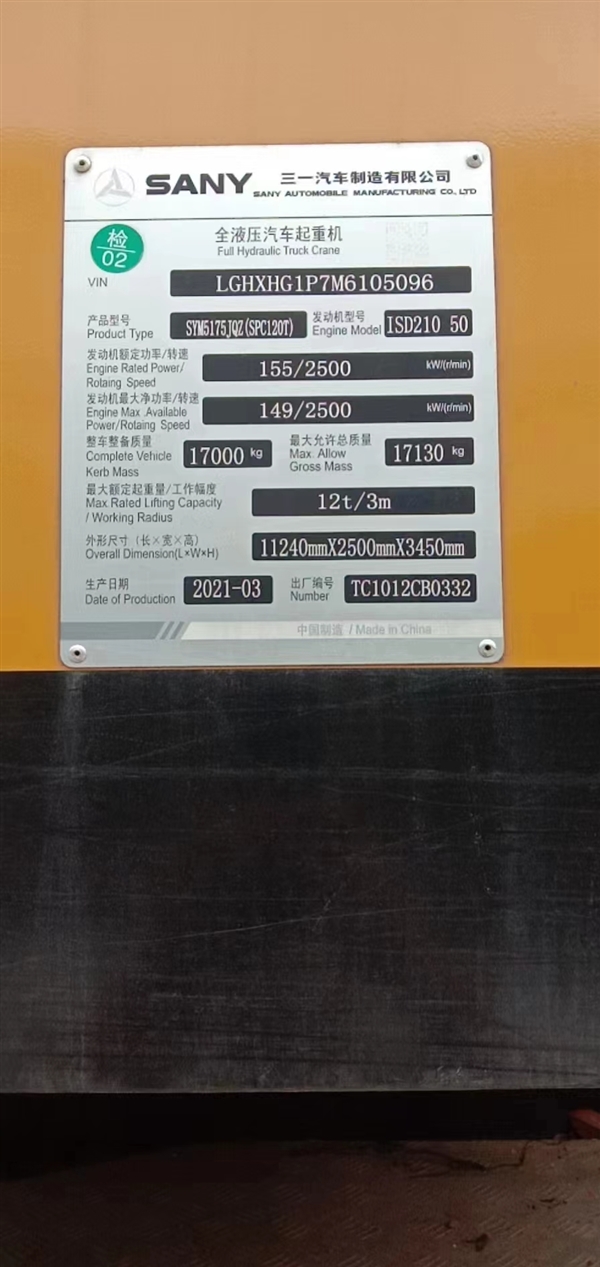 SANY 三一汽车制造有限公司
SANY AUTOMOBILE MANUFACTURING CO., LTD
检
02
全液压汽车起重机
Full Hydraulic Truck Crane
VIN LGHXHG1P7M6105096
产品型号
Product Type SYM5175JQZ(SPC120T)
发动机型号
Engine Model ISD210 50
发动机额定功率/转速
Engine Rated Power/
Rotaing Speed 155/2500 kW/(r/min)
发动机最大净功率/转速
Engine Max .Available
Power/Rotaing Speed 149/2500 kW/(r/min)
整车整备质量
Complete Vehicle
Kerb Mass 17000 kg
最大允许总质量
Max. Allow
Gross Mass 17130 kg
最大额定起重量/工作幅度
Max.Rated Lifting Capacity
/ Working Radius 12t/3m
外形尺寸（长×宽×高）
Overall Dimension(L×W×H) 11240mmX2500mmX3450mm
生产日期
Date of Production 2021-03
出厂编号
Number TC1012CB0332
中国制造 / Made in China